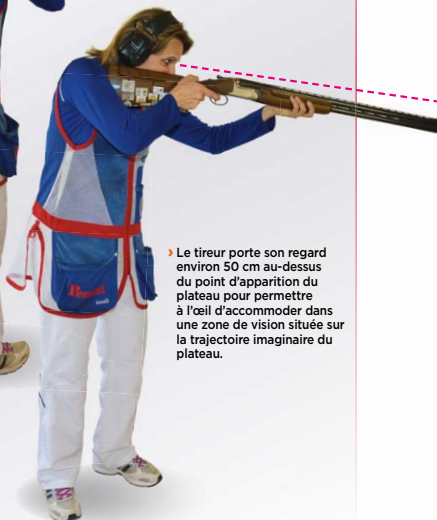 › Le tireur porte son regard
environ 50 cm au-dessus
du point d'apparition du
plateau pour permettre
à l'œil d'accommoder dans
une zone de vision située sur
la trajectoire imaginaire du
plateau.